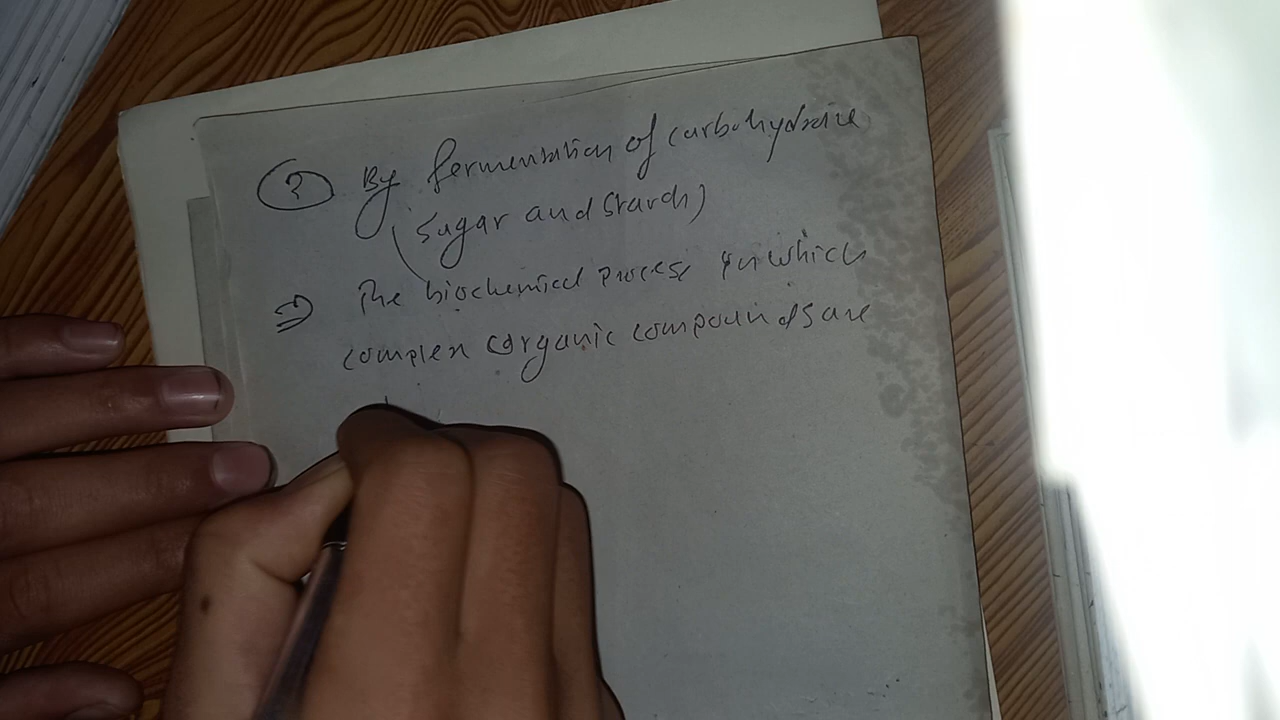 ② By fermentation of carbohydrate
(sugar and starch)
⇒ The biochemical process in which
complex organic compounds are